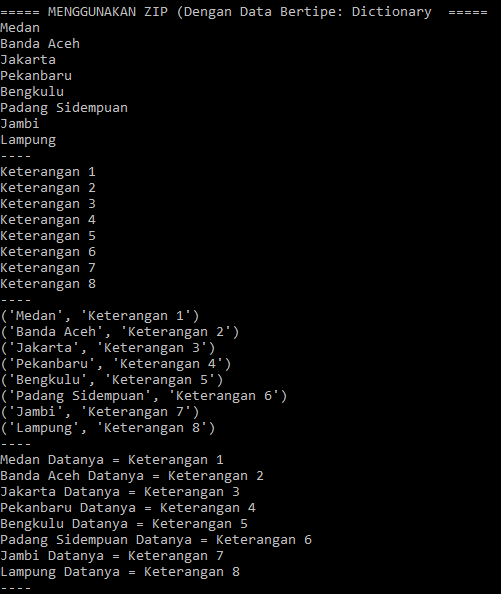 ===== MENGGUNAKAN ZIP (Dengan Data Bertipe: Dictionary  =====
Medan
Banda Aceh
Jakarta
Pekanbaru
Bengkulu
Padang Sidempuan
Jambi
Lampung
----
Keterangan 1
Keterangan 2
Keterangan 3
Keterangan 4
Keterangan 5
Keterangan 6
Keterangan 7
Keterangan 8
----
('Medan', 'Keterangan 1')
('Banda Aceh', 'Keterangan 2')
('Jakarta', 'Keterangan 3')
('Pekanbaru', 'Keterangan 4')
('Bengkulu', 'Keterangan 5')
('Padang Sidempuan', 'Keterangan 6')
('Jambi', 'Keterangan 7')
('Lampung', 'Keterangan 8')
----
Medan Datanya = Keterangan 1
Banda Aceh Datanya = Keterangan 2
Jakarta Datanya = Keterangan 3
Pekanbaru Datanya = Keterangan 4
Bengkulu Datanya = Keterangan 5
Padang Sidempuan Datanya = Keterangan 6
Jambi Datanya = Keterangan 7
Lampung Datanya = Keterangan 8
----